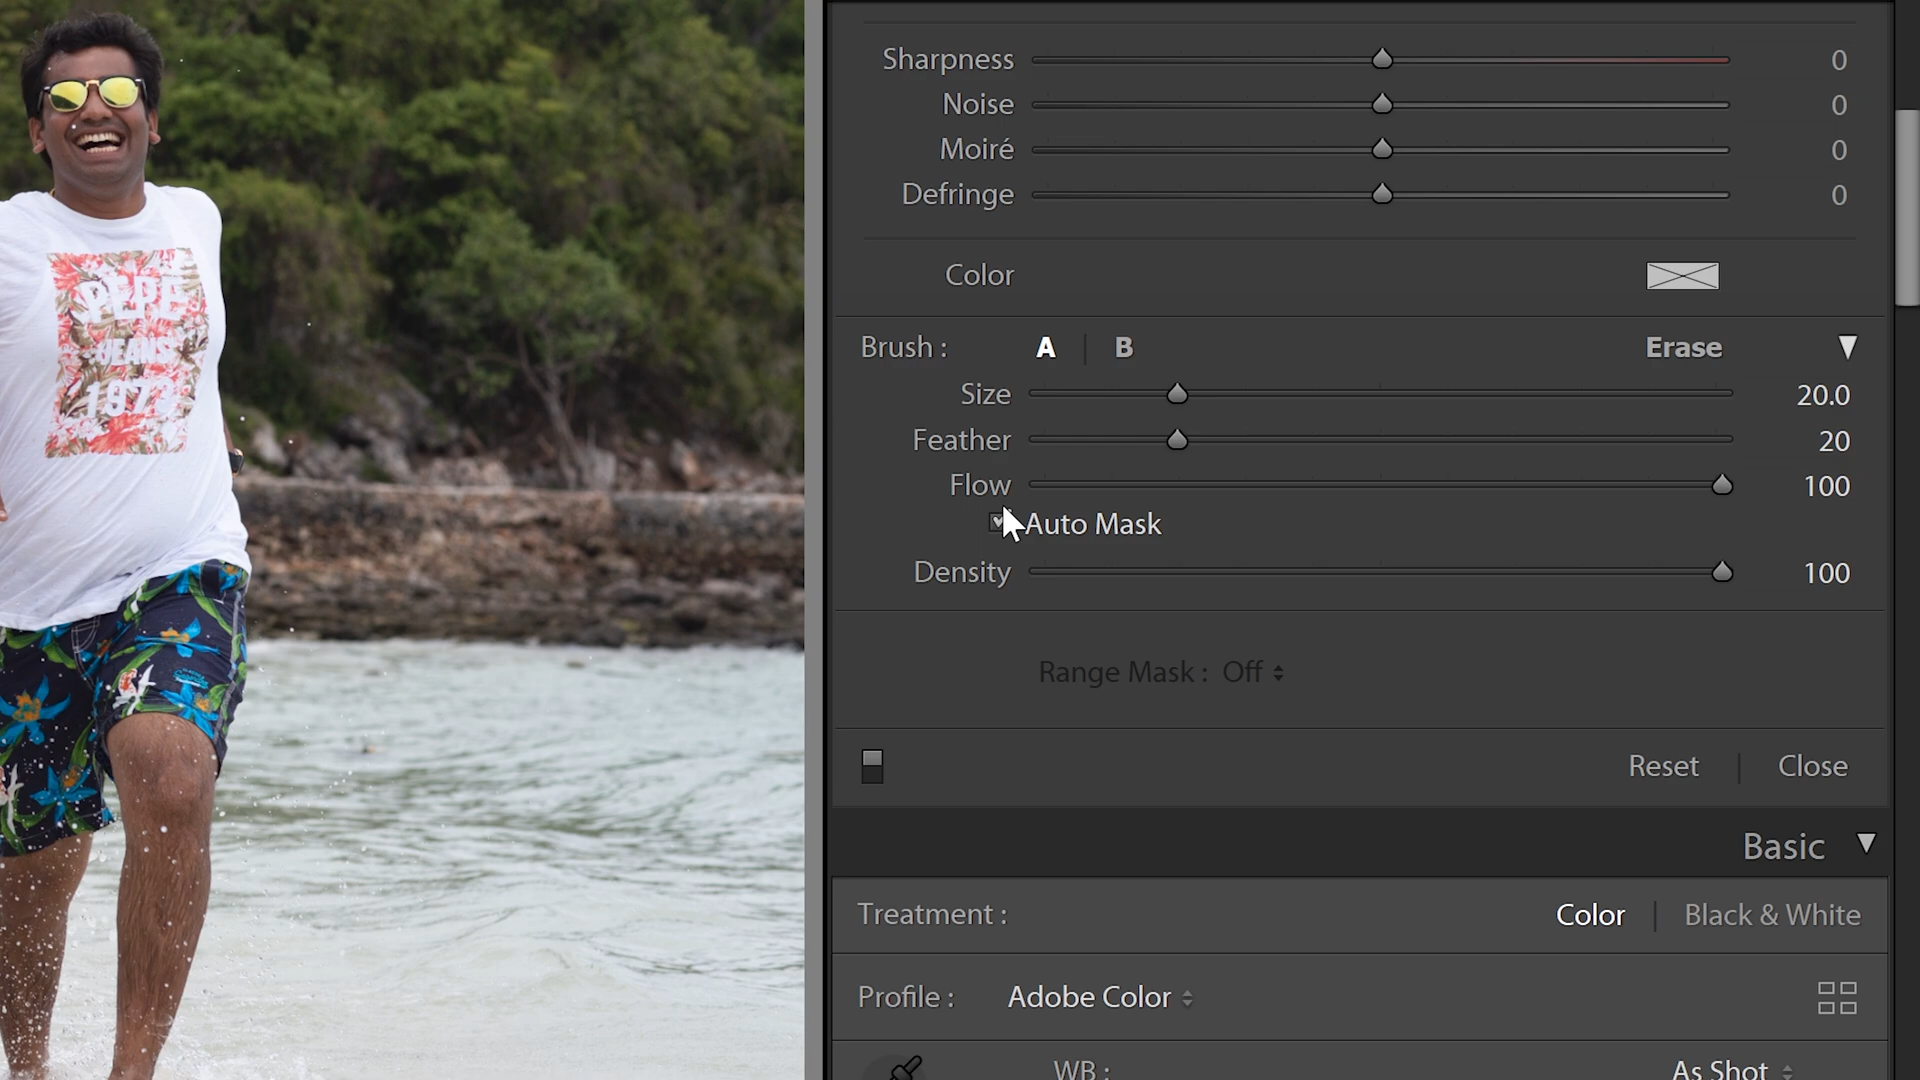 PEPE
JEANS
1973
Sharpness 0
Noise 0
Moiré 0
Defringe 0
Color
Brush : A | B Erase
Size 20.0
Feather 20
Flow 100
Auto Mask
Density 100
Range Mask : Off
Reset | Close
Basic
Treatment : Color | Black & White
Profile : Adobe Color
WB : As Shot